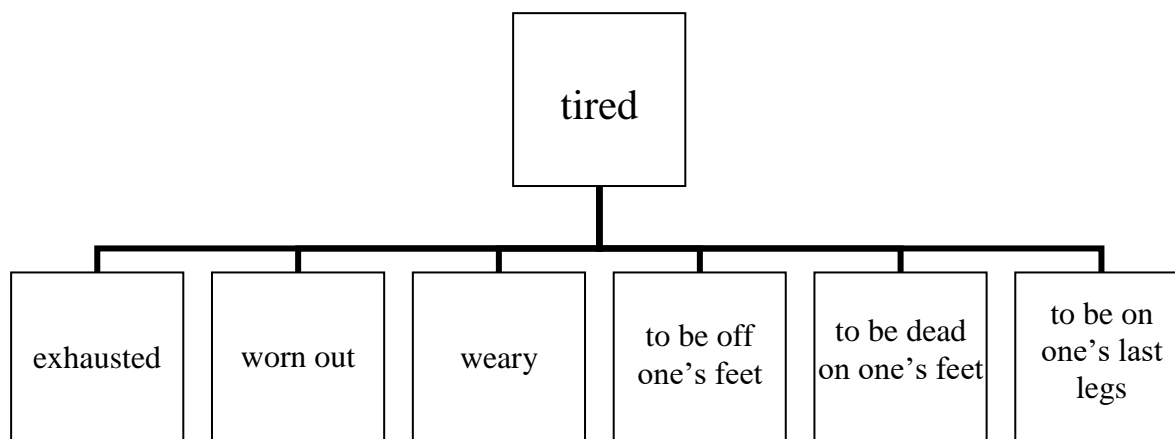 tired
exhausted
worn out
weary
to be off
one’s feet
to be dead
on one’s feet
to be on
one’s last
legs